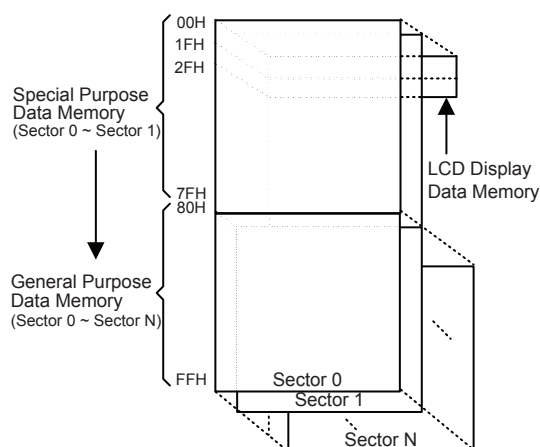 00H
1FH
2FH
Special Purpose
Data Memory
(Sector 0 ~ Sector 1)
LCD Display
Data Memory
7FH
80H
General Purpose
Data Memory
(Sector 0 ~ Sector N)
FFH
Sector 0
Sector 1
Sector N